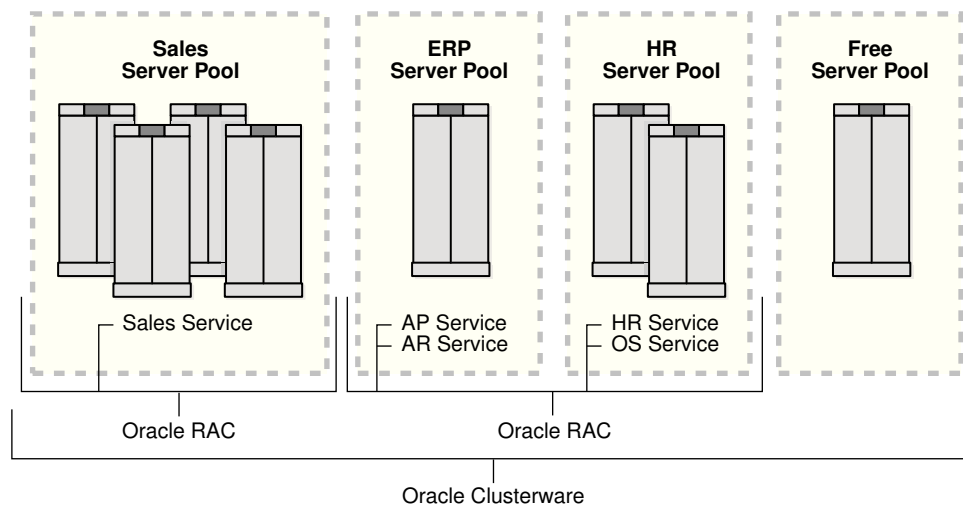 Sales
Server Pool
ERP
Server Pool
HR
Server Pool
Free
Server Pool
Sales Service
AP Service
AR Service
HR Service
OS Service
Oracle RAC
Oracle RAC
Oracle Clusterware